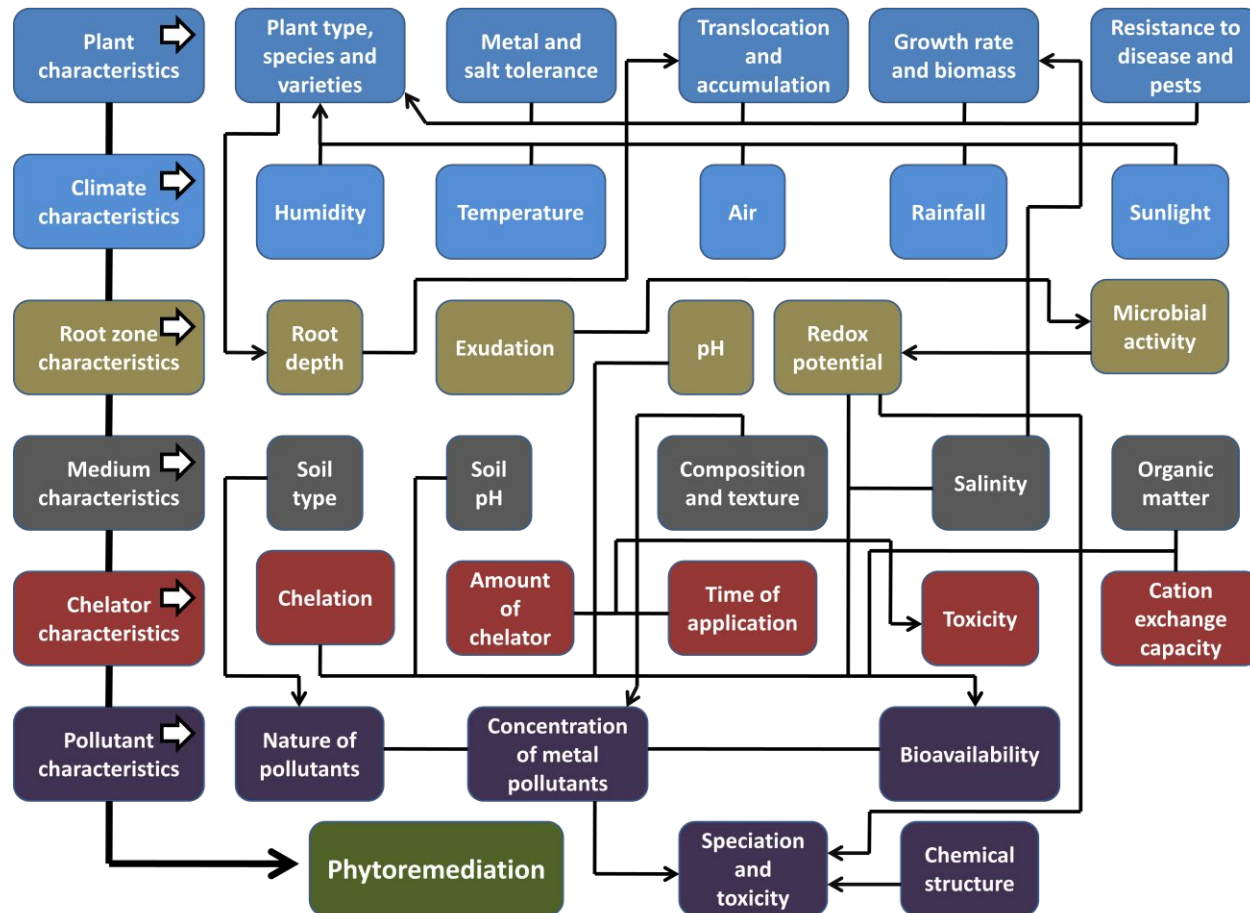 Plant
characteristics
Plant type,
species and
varieties
Metal and
salt tolerance
Translocation
and
accumulation
Growth rate
and biomass
Resistance to
disease and
pests
Climate
characteristics
Humidity
Temperature
Air
Rainfall
Sunlight
Root zone
characteristics
Root
depth
Exudation
pH
Redox
potential
Microbial
activity
Medium
characteristics
Soil
type
Soil
pH
Composition
and texture
Salinity
Organic
matter
Chelator
characteristics
Chelation
Amount
of
chelator
Time of
application
Toxicity
Cation
exchange
capacity
Pollutant
characteristics
Nature of
pollutants
Concentration
of metal
pollutants
Bioavailability
Phytoremediation
Speciation
and
toxicity
Chemical
structure